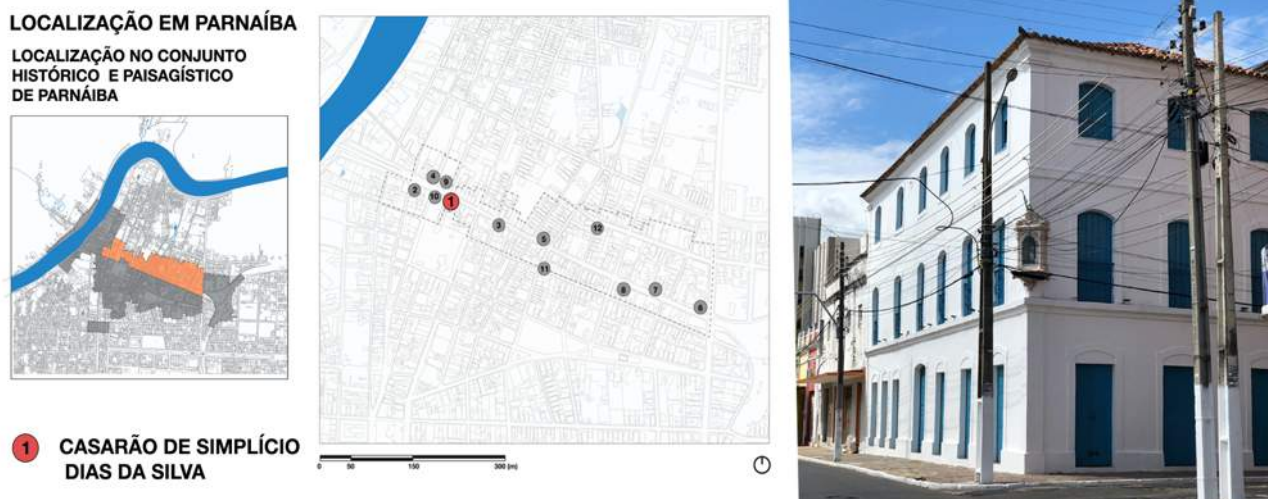 LOCALIZAÇÃO EM PARNAÍBA
LOCALIZAÇÃO NO CONJUNTO
HISTÓRICO E PAISAGÍSTICO
DE PARNÁIBA
1 CASARÃO DE SIMPLÍCIO
DIAS DA SILVA
4
9
2
10
1
3
5
12
11
8
7
6
0 50 150 300 (m)